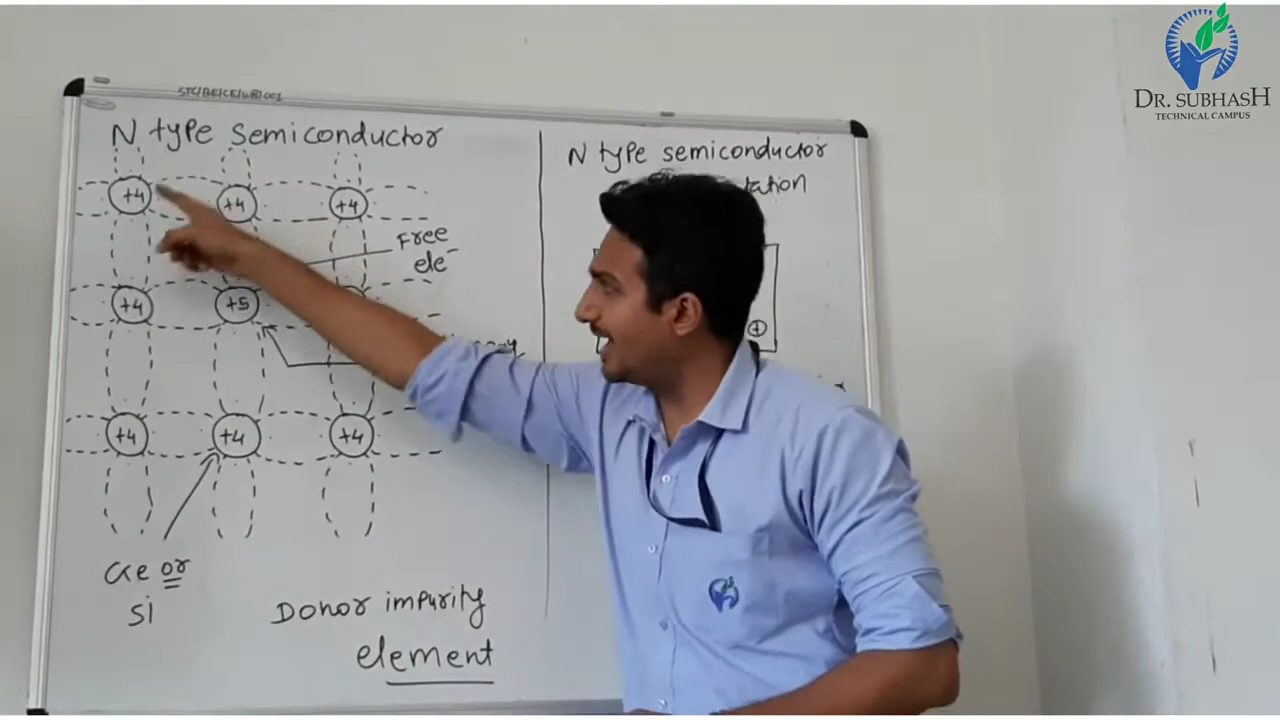 DR. SUBHASH
TECHNICAL CAMPUS
N type semiconductor
+4 +4 +4
Free
ele⁻
+4 +5
+4 +4 +4
Ge or
Si
Donor impurity
element
N type semiconductor
+